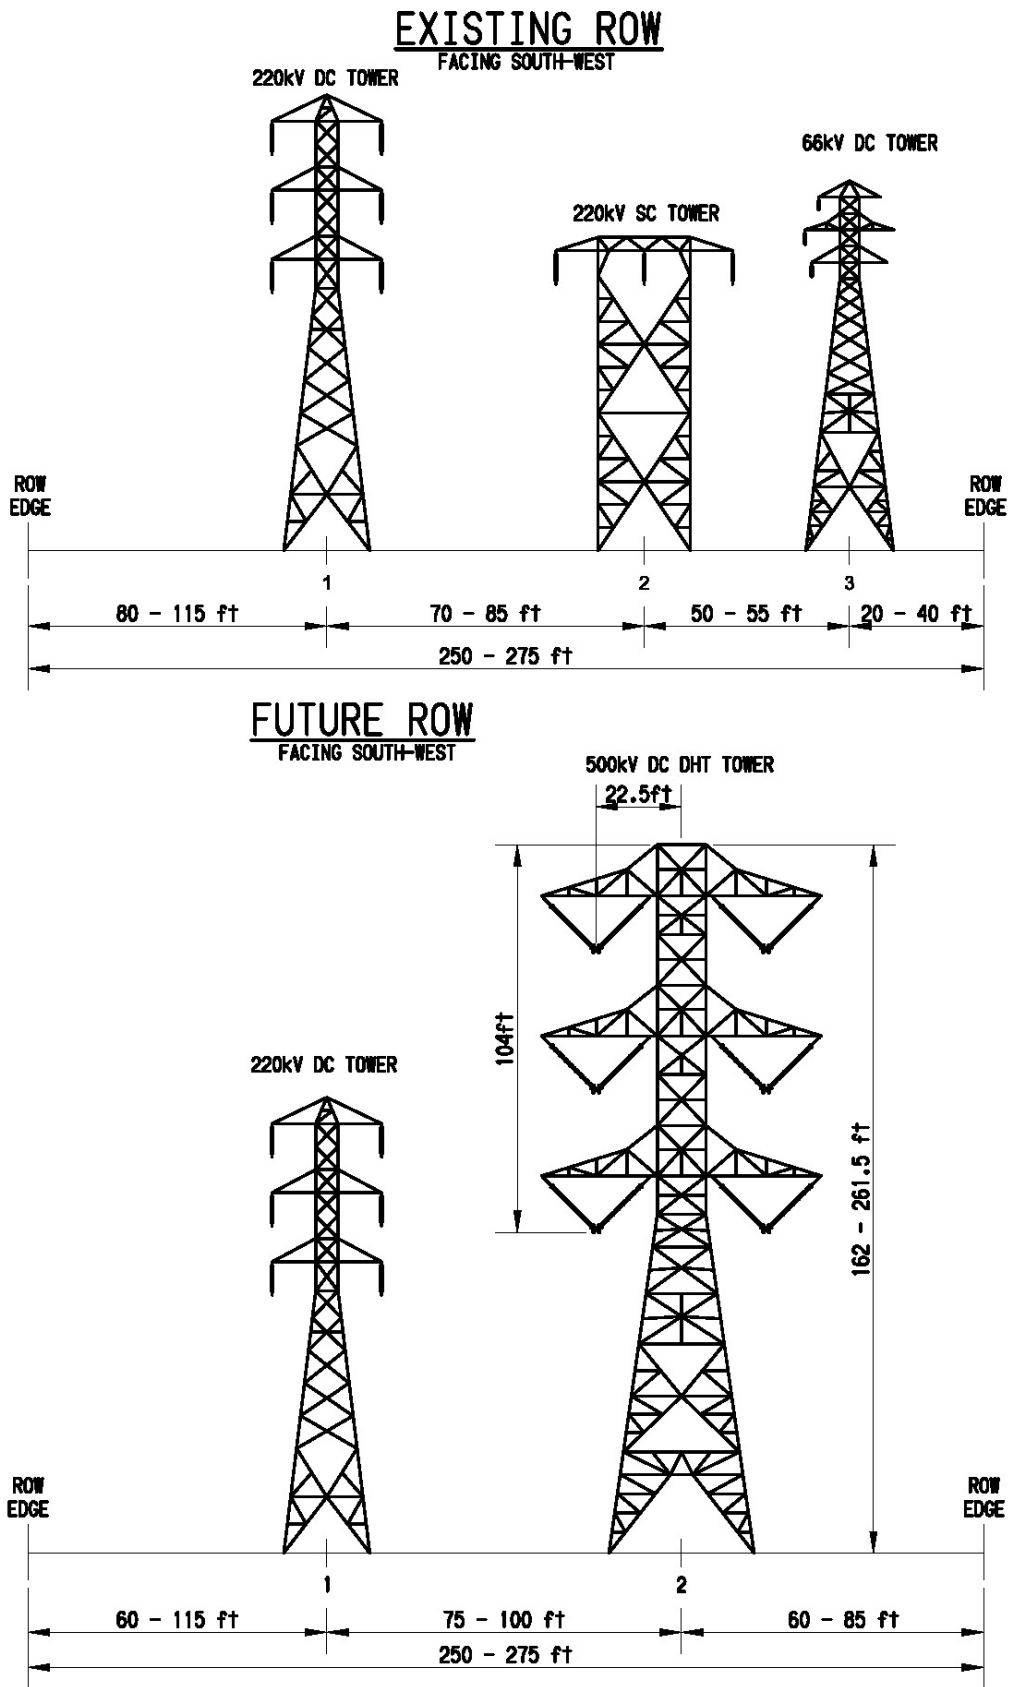 EXISTING ROW
FACING SOUTH-WEST
220kV DC TOWER
66kV DC TOWER
220kV SC TOWER
ROW
EDGE
ROW
EDGE
1
2
3
80 - 115 ft
70 - 85 ft
50 - 55 ft
20 - 40 ft
250 - 275 ft
FUTURE ROW
FACING SOUTH-WEST
500kV DC DHT TOWER
22.5ft
104ft
220kV DC TOWER
162 - 261.5 ft
ROW
EDGE
ROW
EDGE
1
2
60 - 115 ft
75 - 100 ft
60 - 85 ft
250 - 275 ft